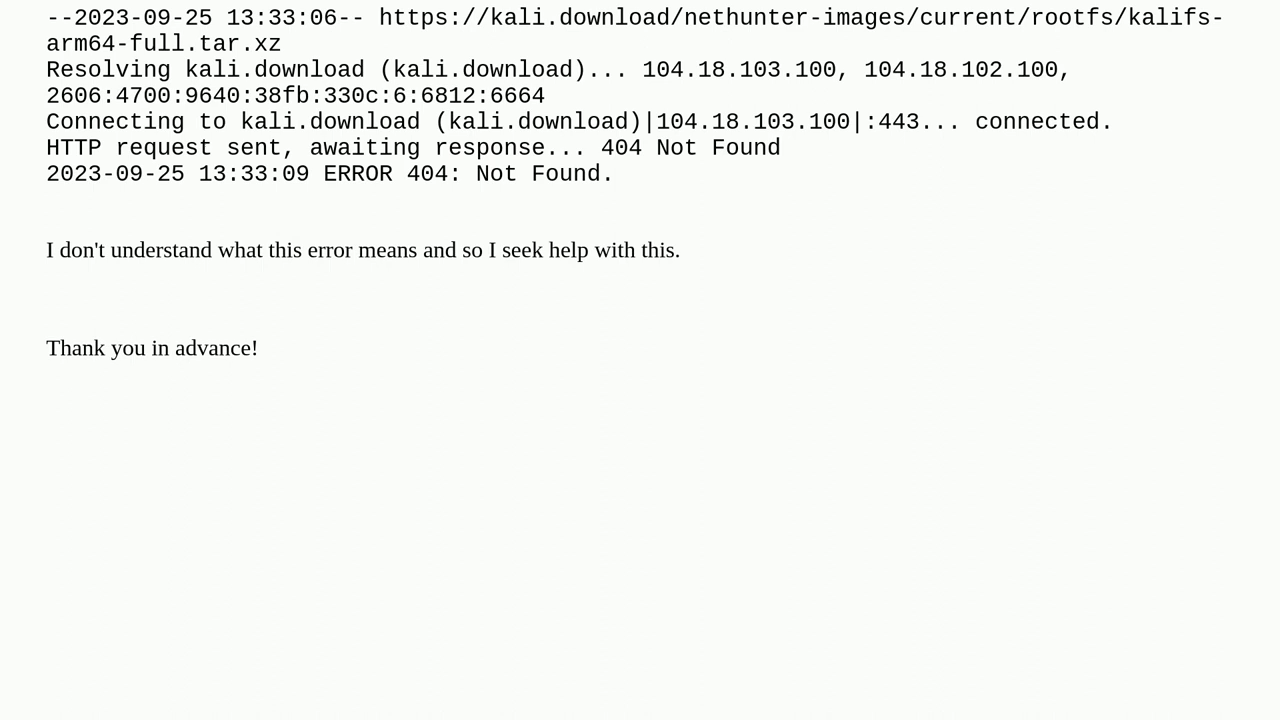 --2023-09-25 13:33:06-- https://kali.download/nethunter-images/current/rootfs/kalifs-
arm64-full.tar.xz
Resolving kali.download (kali.download)... 104.18.103.100, 104.18.102.100,
2606:4700:9640:38fb:330c:6:6812:6664
Connecting to kali.download (kali.download)|104.18.103.100|:443... connected.
HTTP request sent, awaiting response... 404 Not Found
2023-09-25 13:33:09 ERROR 404: Not Found.
I don't understand what this error means and so I seek help with this.
Thank you in advance!